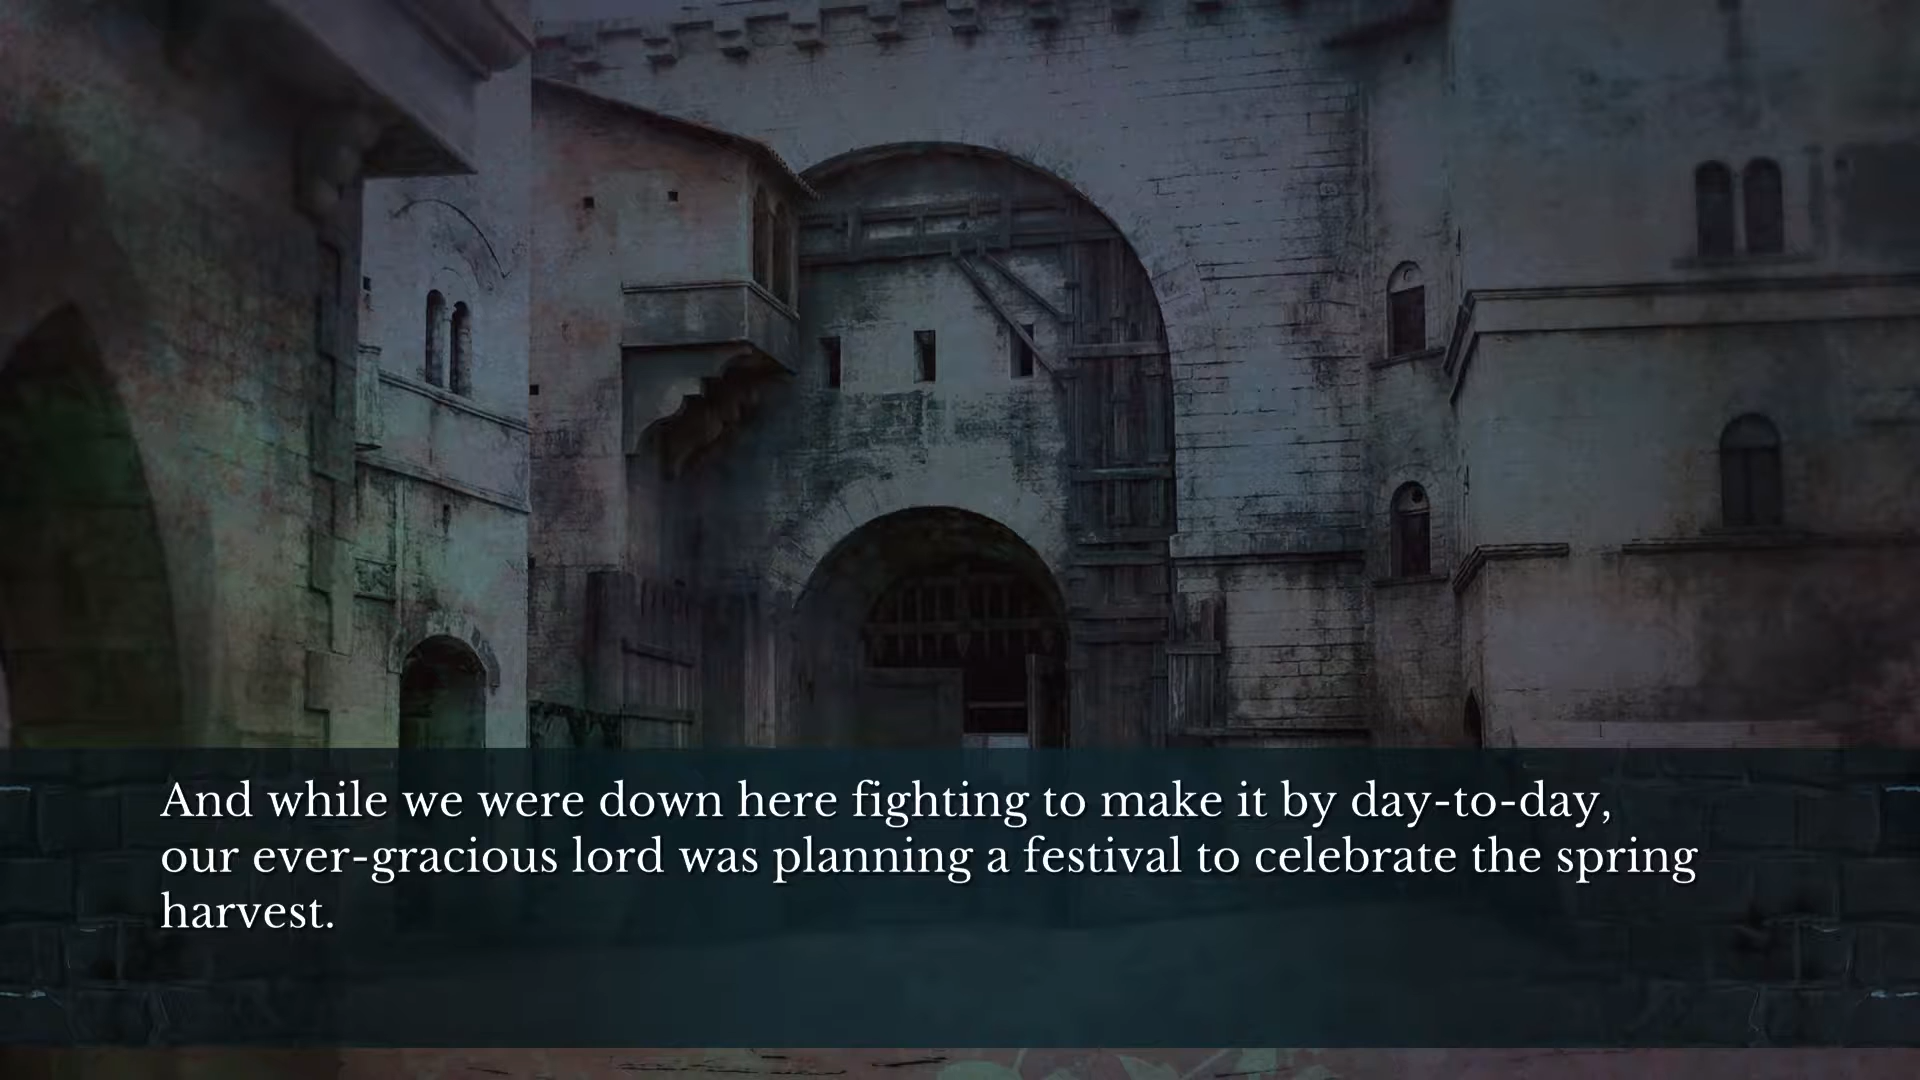 And while we were down here fighting to make it by day-to-day,
our ever-gracious lord was planning a festival to celebrate the spring
harvest.